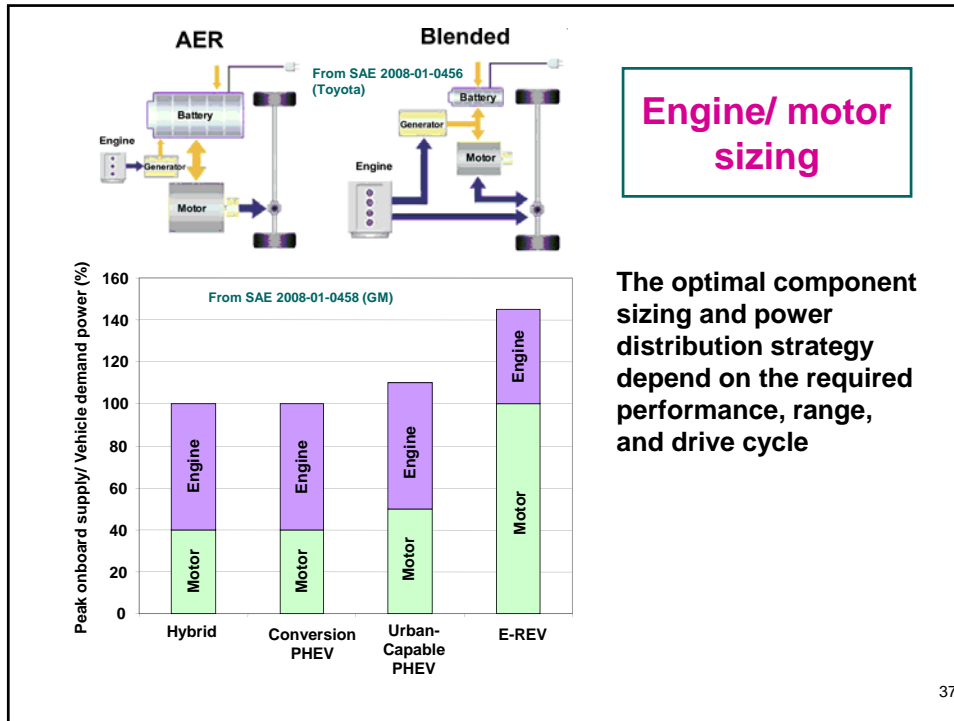 AER
Blended
From SAE 2008-01-0456
(Toyota)
Battery
Engine
Generator
Motor
Battery
Generator
Engine
Motor
Engine/ motor
sizing
Peak onboard supply/ Vehicle demand power (%)
160
140
120
100
80
60
40
20
0
From SAE 2008-01-0458 (GM)
Engine
Motor
Engine
Motor
Engine
Motor
Engine
Motor
Hybrid
Conversion
PHEV
Urban-
Capable
PHEV
E-REV
The optimal component
sizing and power
distribution strategy
depend on the required
performance, range,
and drive cycle
37